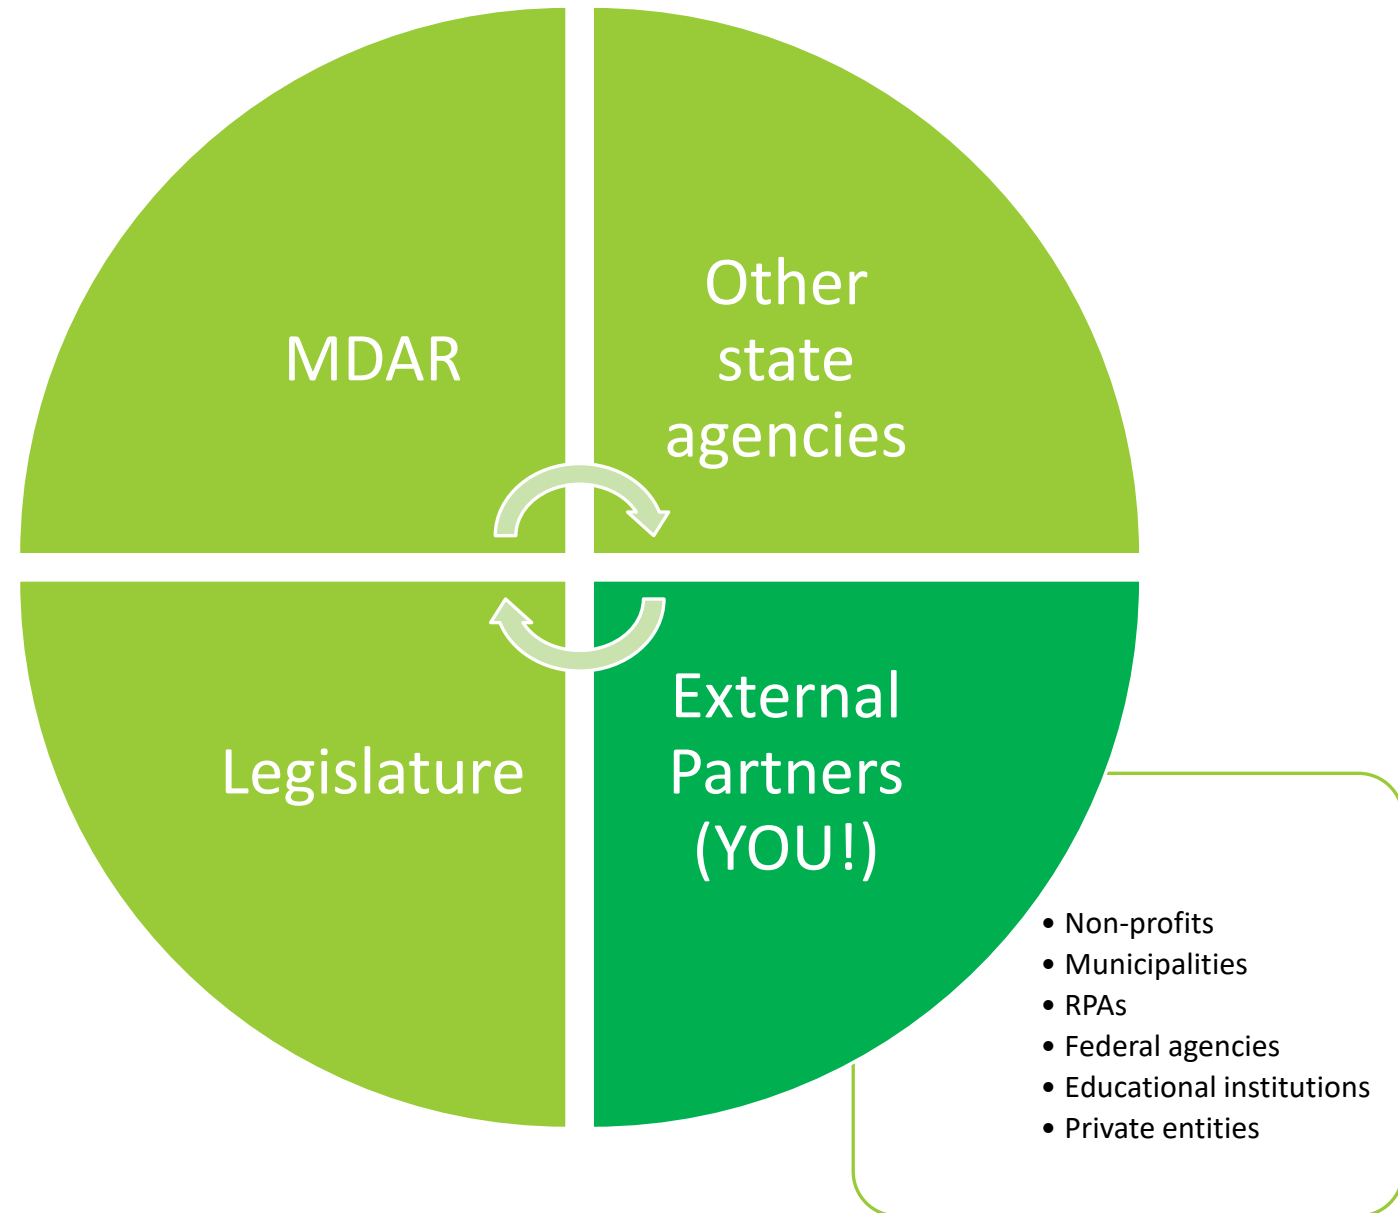 MDAR
Other
state
agencies
Legislature
External
Partners
(YOU!)
• Non-profits
• Municipalities
• RPAs
• Federal agencies
• Educational institutions
• Private entities